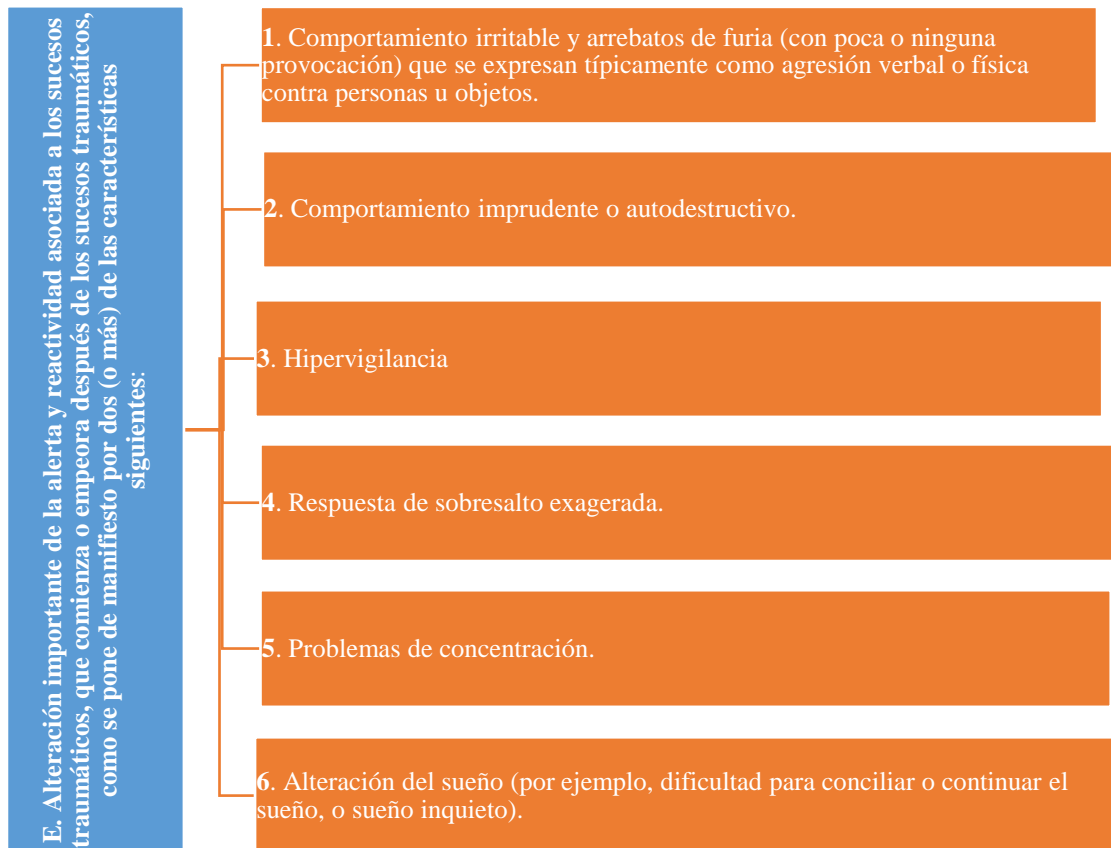 E. Alteración importante de la alerta y reactividad asociada a los sucesos
traumáticos, que comienza o empeora después de los sucesos traumáticos,
como se pone de manifiesto por dos (o más) de las características
siguientes:
1. Comportamiento irritable y arrebatos de furia (con poca o ninguna
provocación) que se expresan típicamente como agresión verbal o física
contra personas u objetos.
2. Comportamiento imprudente o autodestructivo.
3. Hipervigilancia
4. Respuesta de sobresalto exagerada.
5. Problemas de concentración.
6. Alteración del sueño (por ejemplo, dificultad para conciliar o continuar el
sueño, o sueño inquieto).